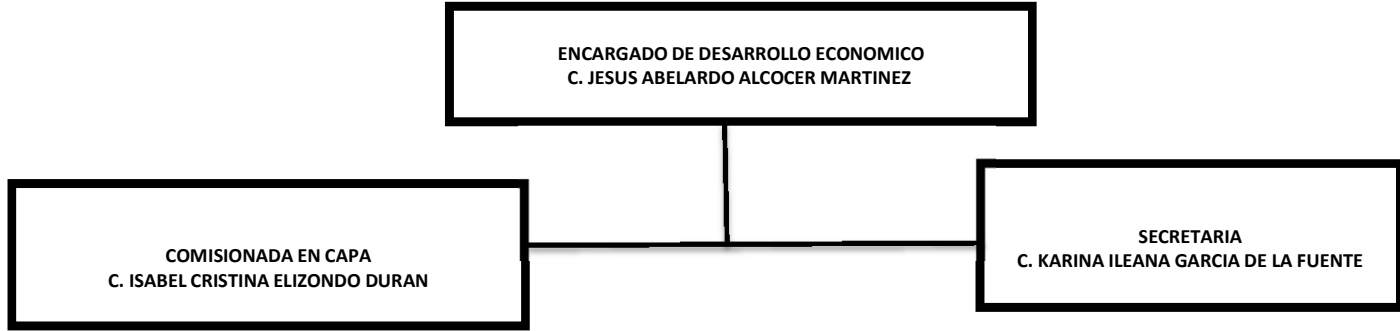 ENCARGADO DE DESARROLLO ECONOMICO
C. JESUS ABELARDO ALCOCER MARTINEZ
COMISIONADA EN CAPA
C. ISABEL CRISTINA ELIZONDO DURAN
SECRETARIA
C. KARINA ILEANA GARCIA DE LA FUENTE